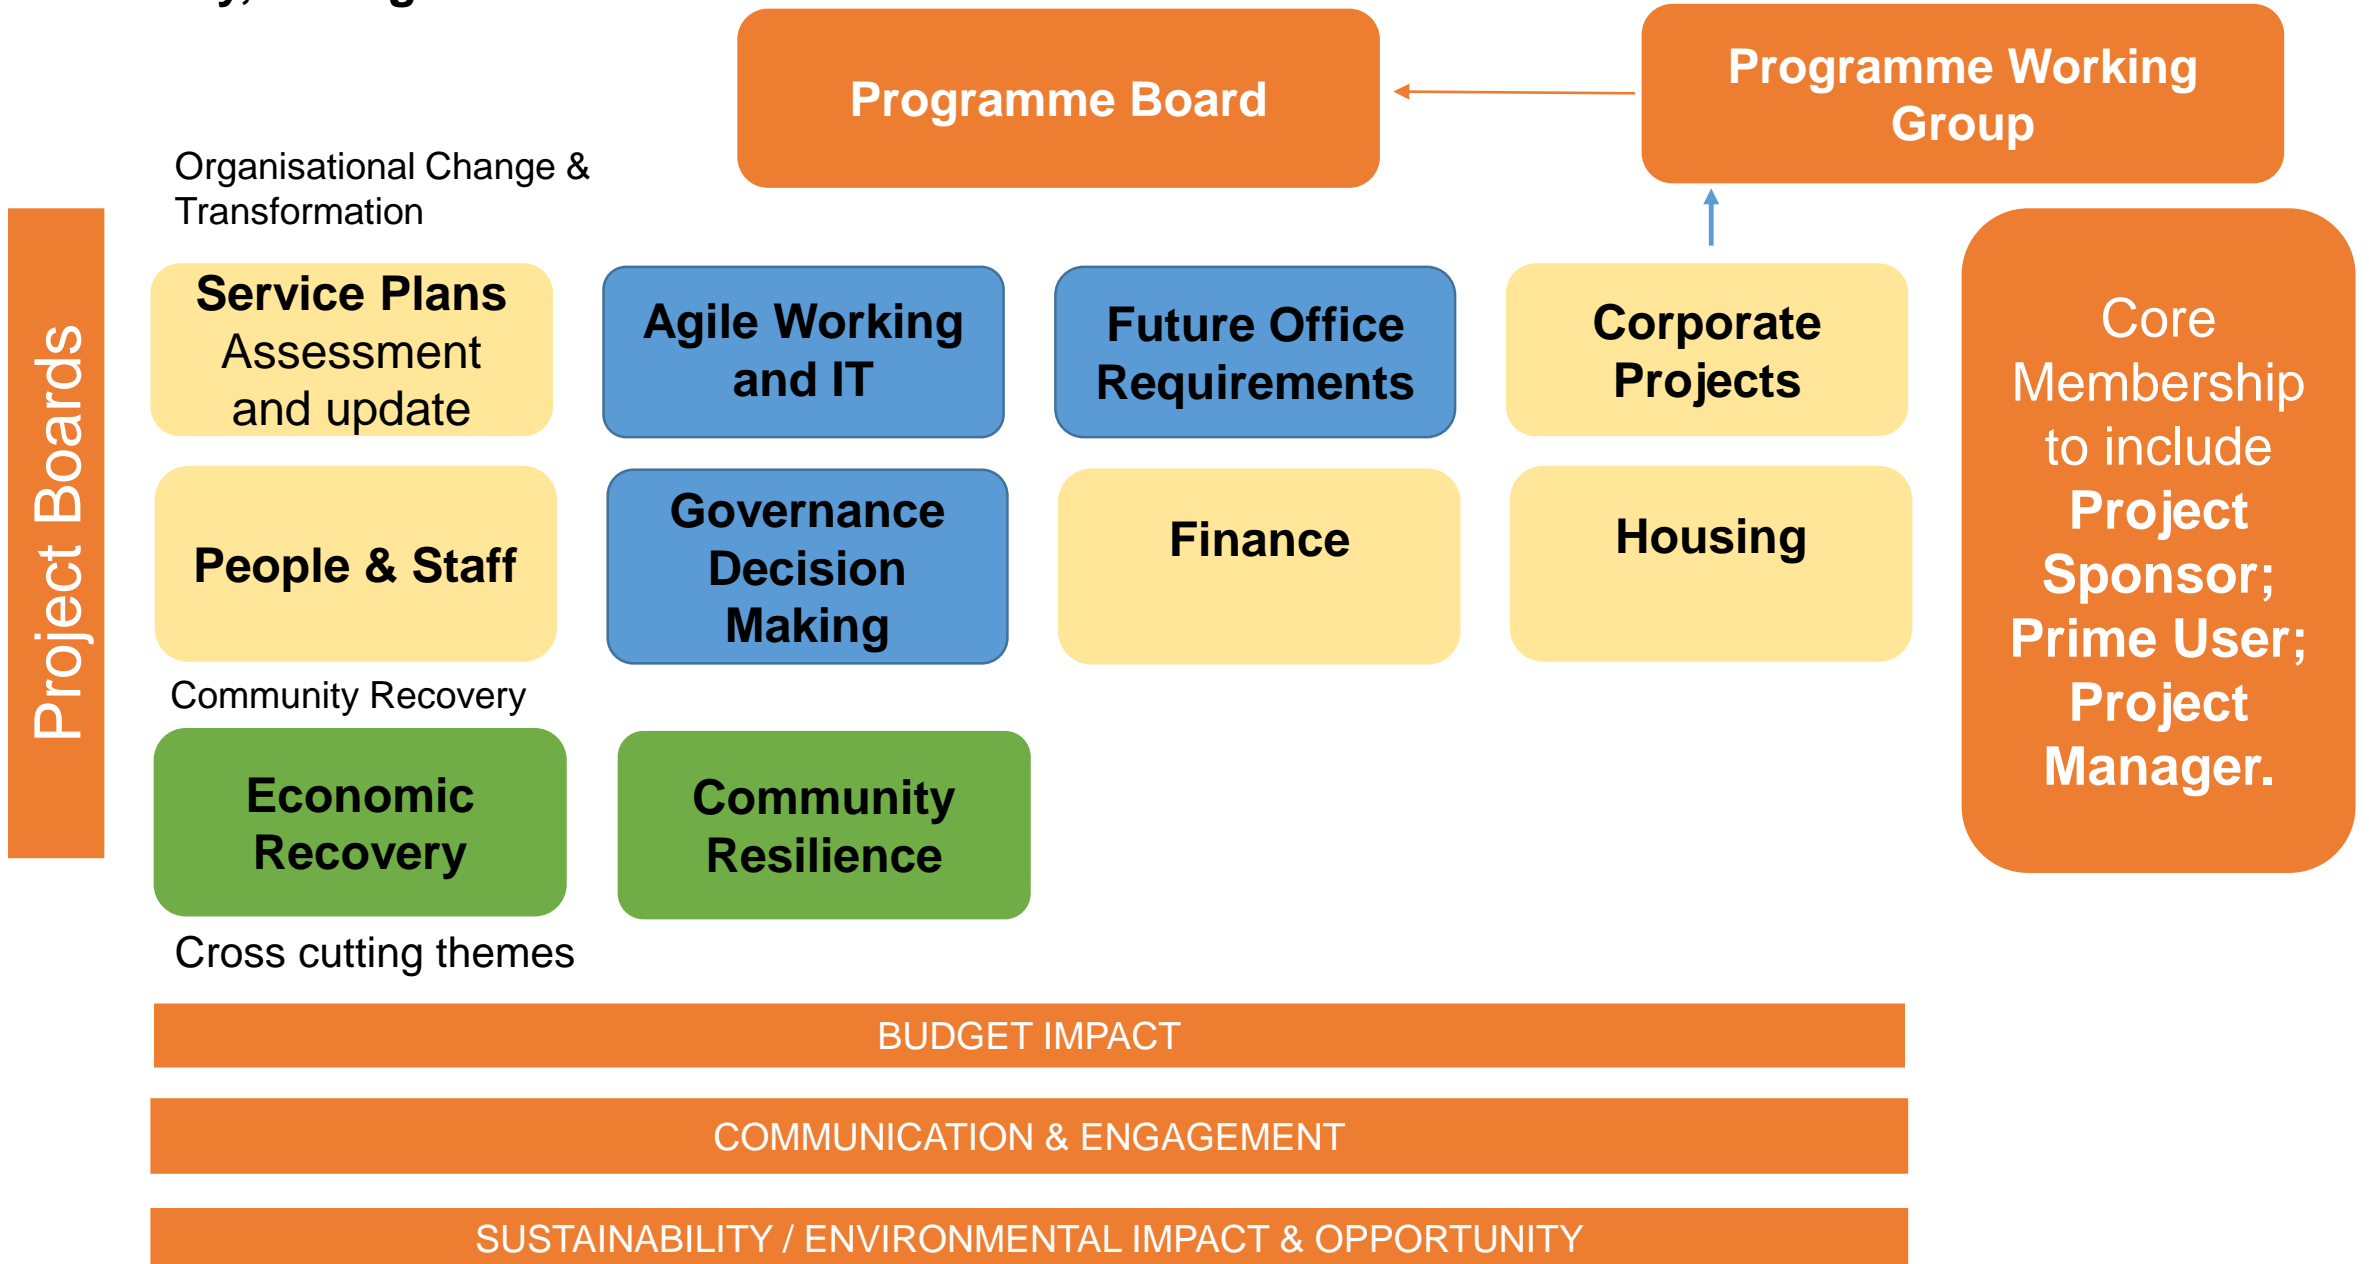 Programme Board
Programme Working
Group
Organisational Change &
Transformation
Project Boards
Service Plans
Assessment
and update
Agile Working
and IT
Future Office
Requirements
Corporate
Projects
Core
Membership
to include
Project
Sponsor;
Prime User;
Project
Manager.
People & Staff
Governance
Decision
Making
Finance
Housing
Community Recovery
Economic
Recovery
Community
Resilience
Cross cutting themes
BUDGET IMPACT
COMMUNICATION & ENGAGEMENT
SUSTAINABILITY / ENVIRONMENTAL IMPACT & OPPORTUNITY